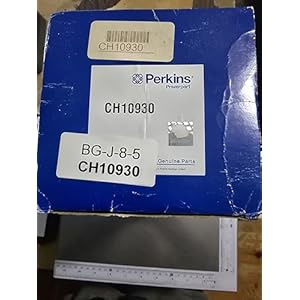 CH10930
Perkins
Powerpart
CH10930
Genuine Parts
BG-J-8-5
CH10930